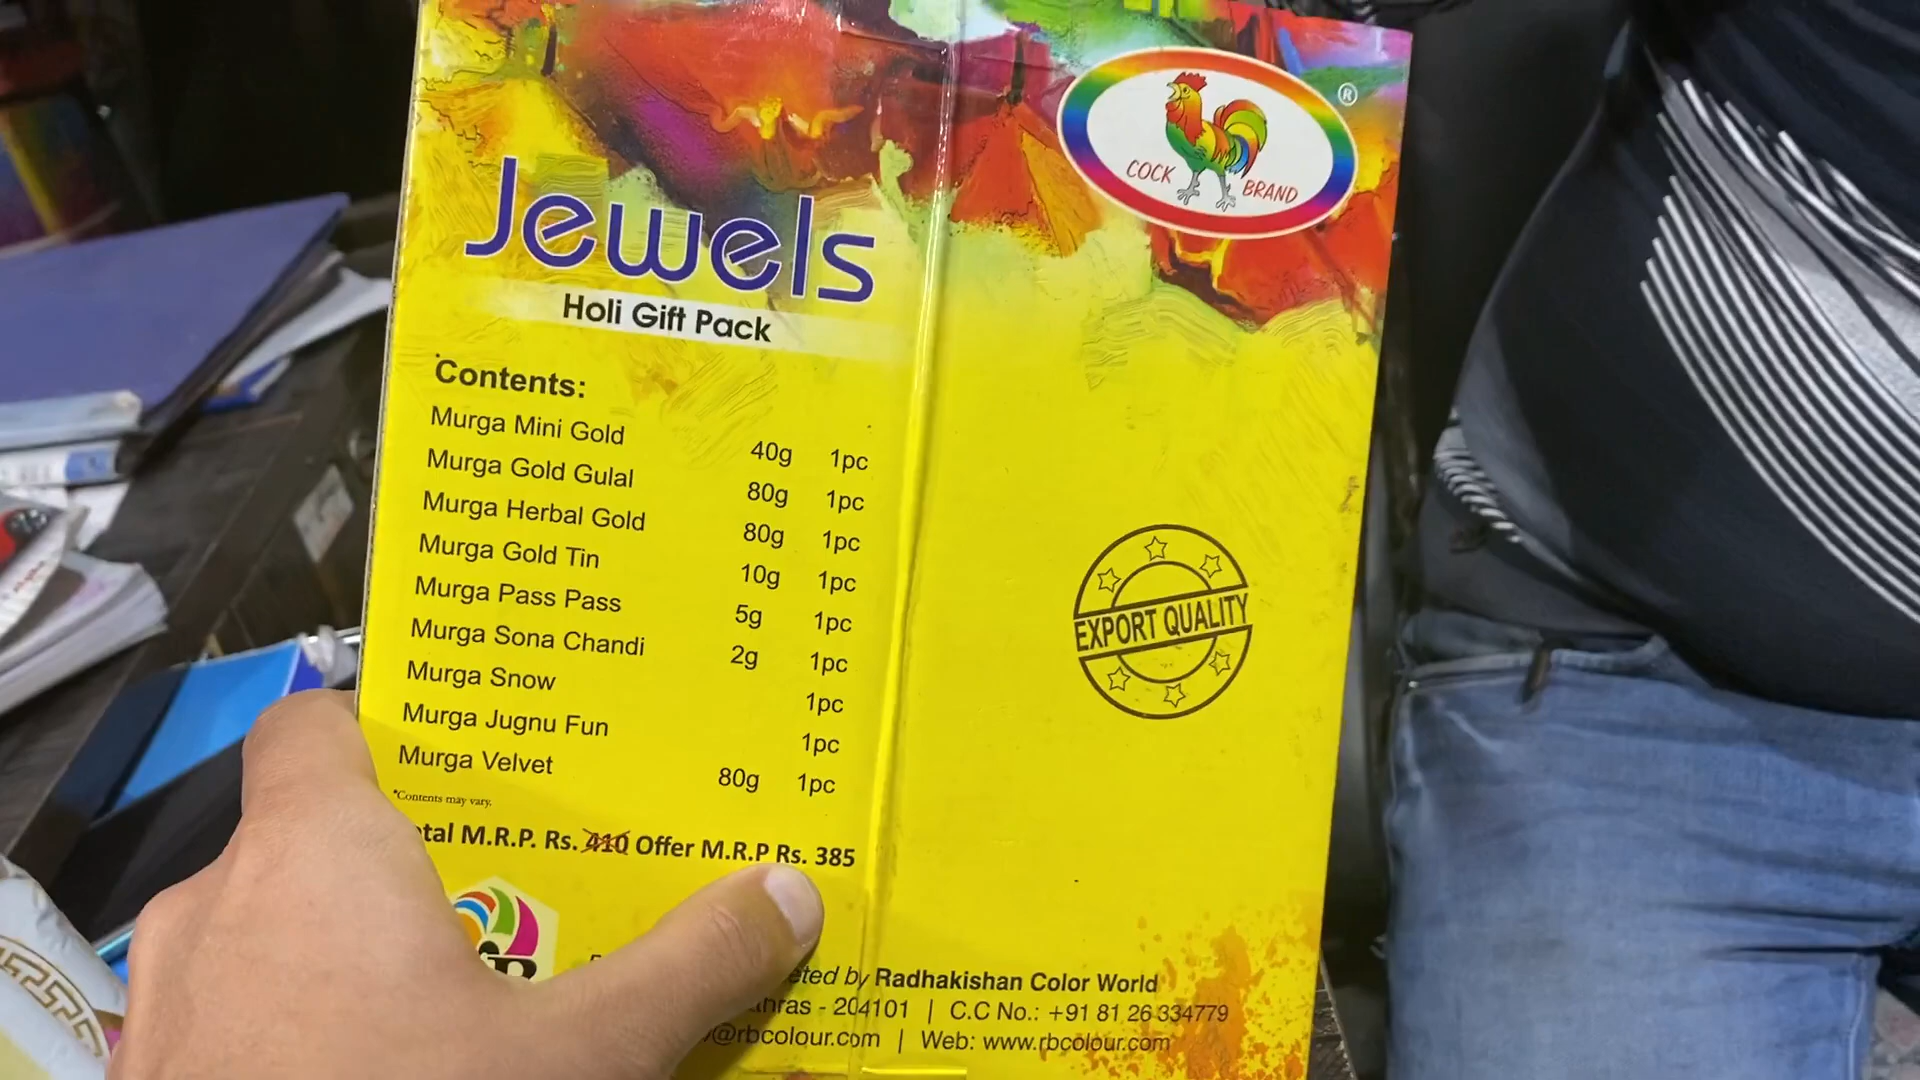 COCK BRAND
®
Jewels
Holi Gift Pack
Contents:
Murga Mini Gold 40g 1pc
Murga Gold Gulal 80g 1pc
Murga Herbal Gold 80g 1pc
Murga Gold Tin 10g 1pc
Murga Pass Pass 5g 1pc
Murga Sona Chandi 2g 1pc
Murga Snow 1pc
Murga Jugnu Fun 1pc
Murga Velvet 80g 1pc
*Contents may vary.
M.R.P. Rs. 410 Offer M.R.P Rs. 385
EXPORT QUALITY
by Radhakishan Color World
- 204101 | C.C No.: +91 81 26 334779
@rbcolour.com | Web: www.rbcolour.com